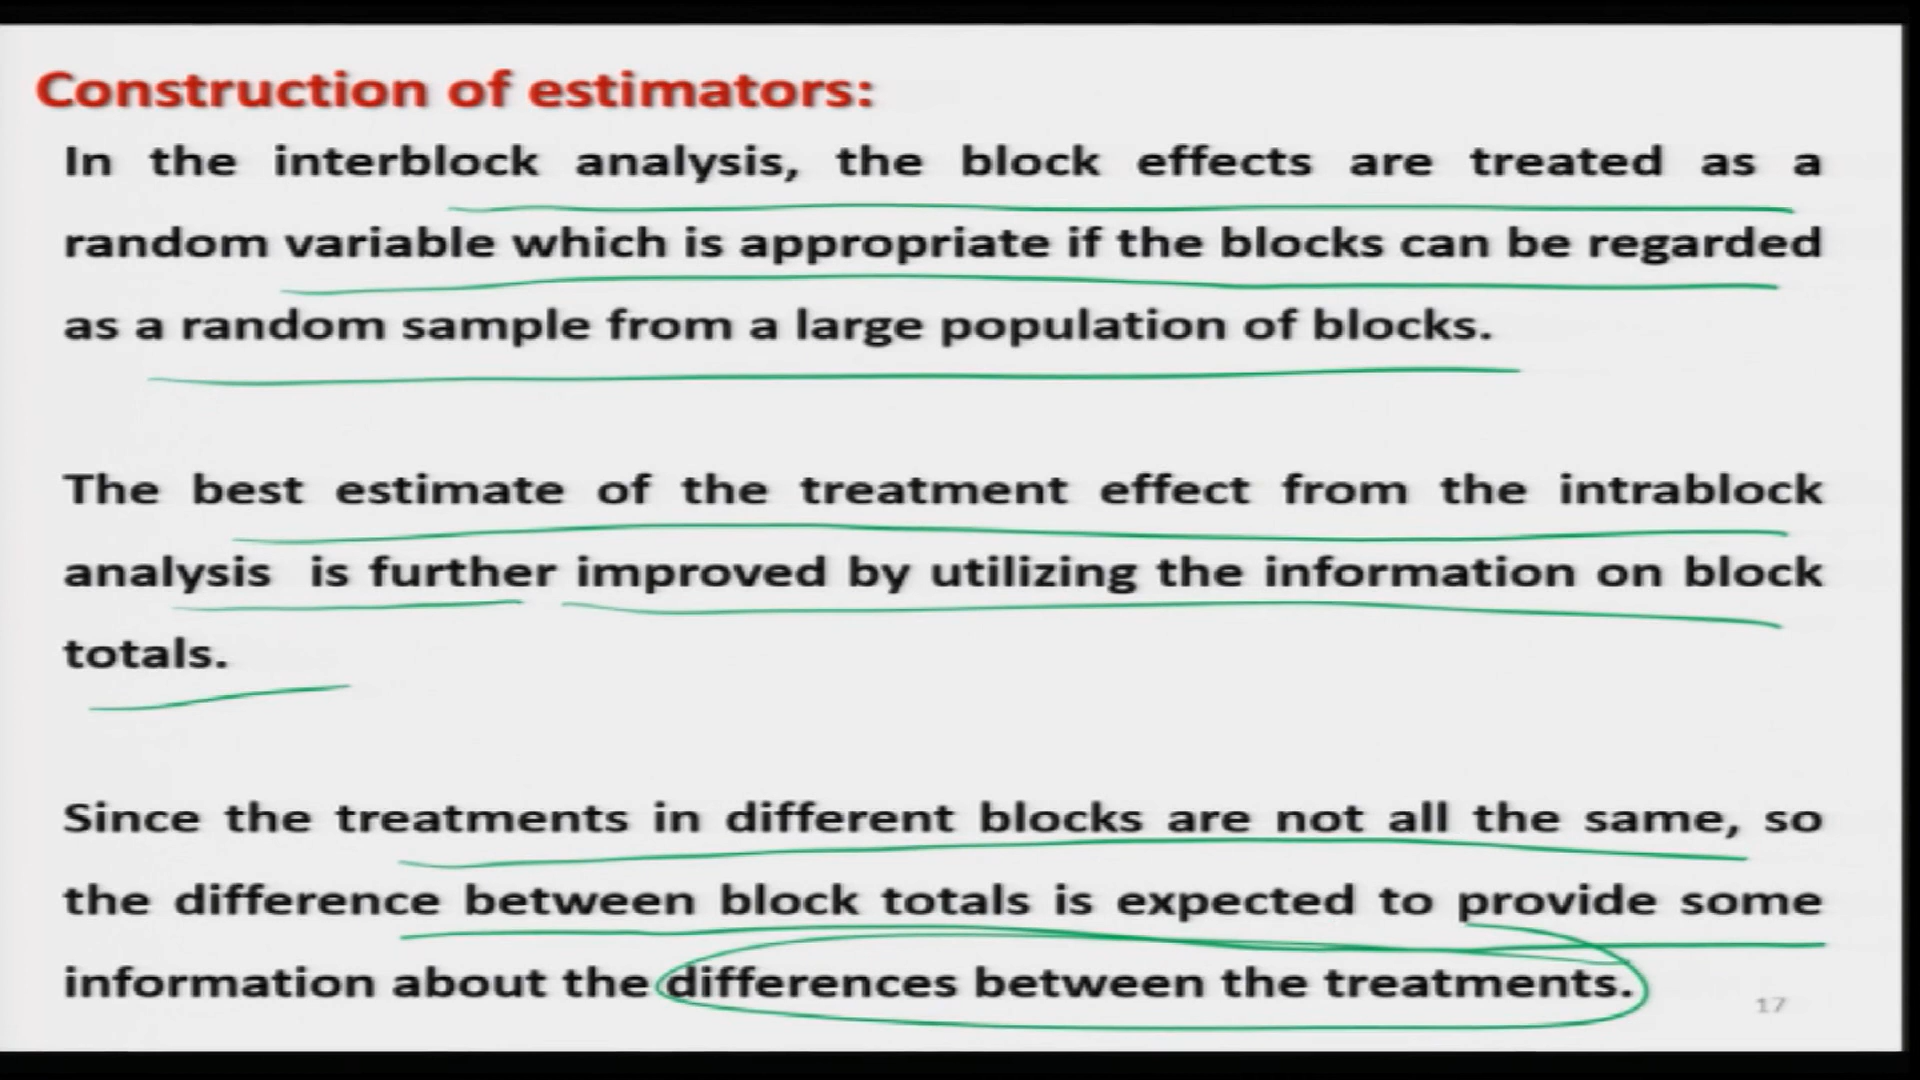 Construction of estimators:
In the interblock analysis, the block effects are treated as a
random variable which is appropriate if the blocks can be regarded
as a random sample from a large population of blocks.
The best estimate of the treatment effect from the intrablock
analysis is further improved by utilizing the information on block
totals.
Since the treatments in different blocks are not all the same, so
the difference between block totals is expected to provide some
information about the differences between the treatments.
17